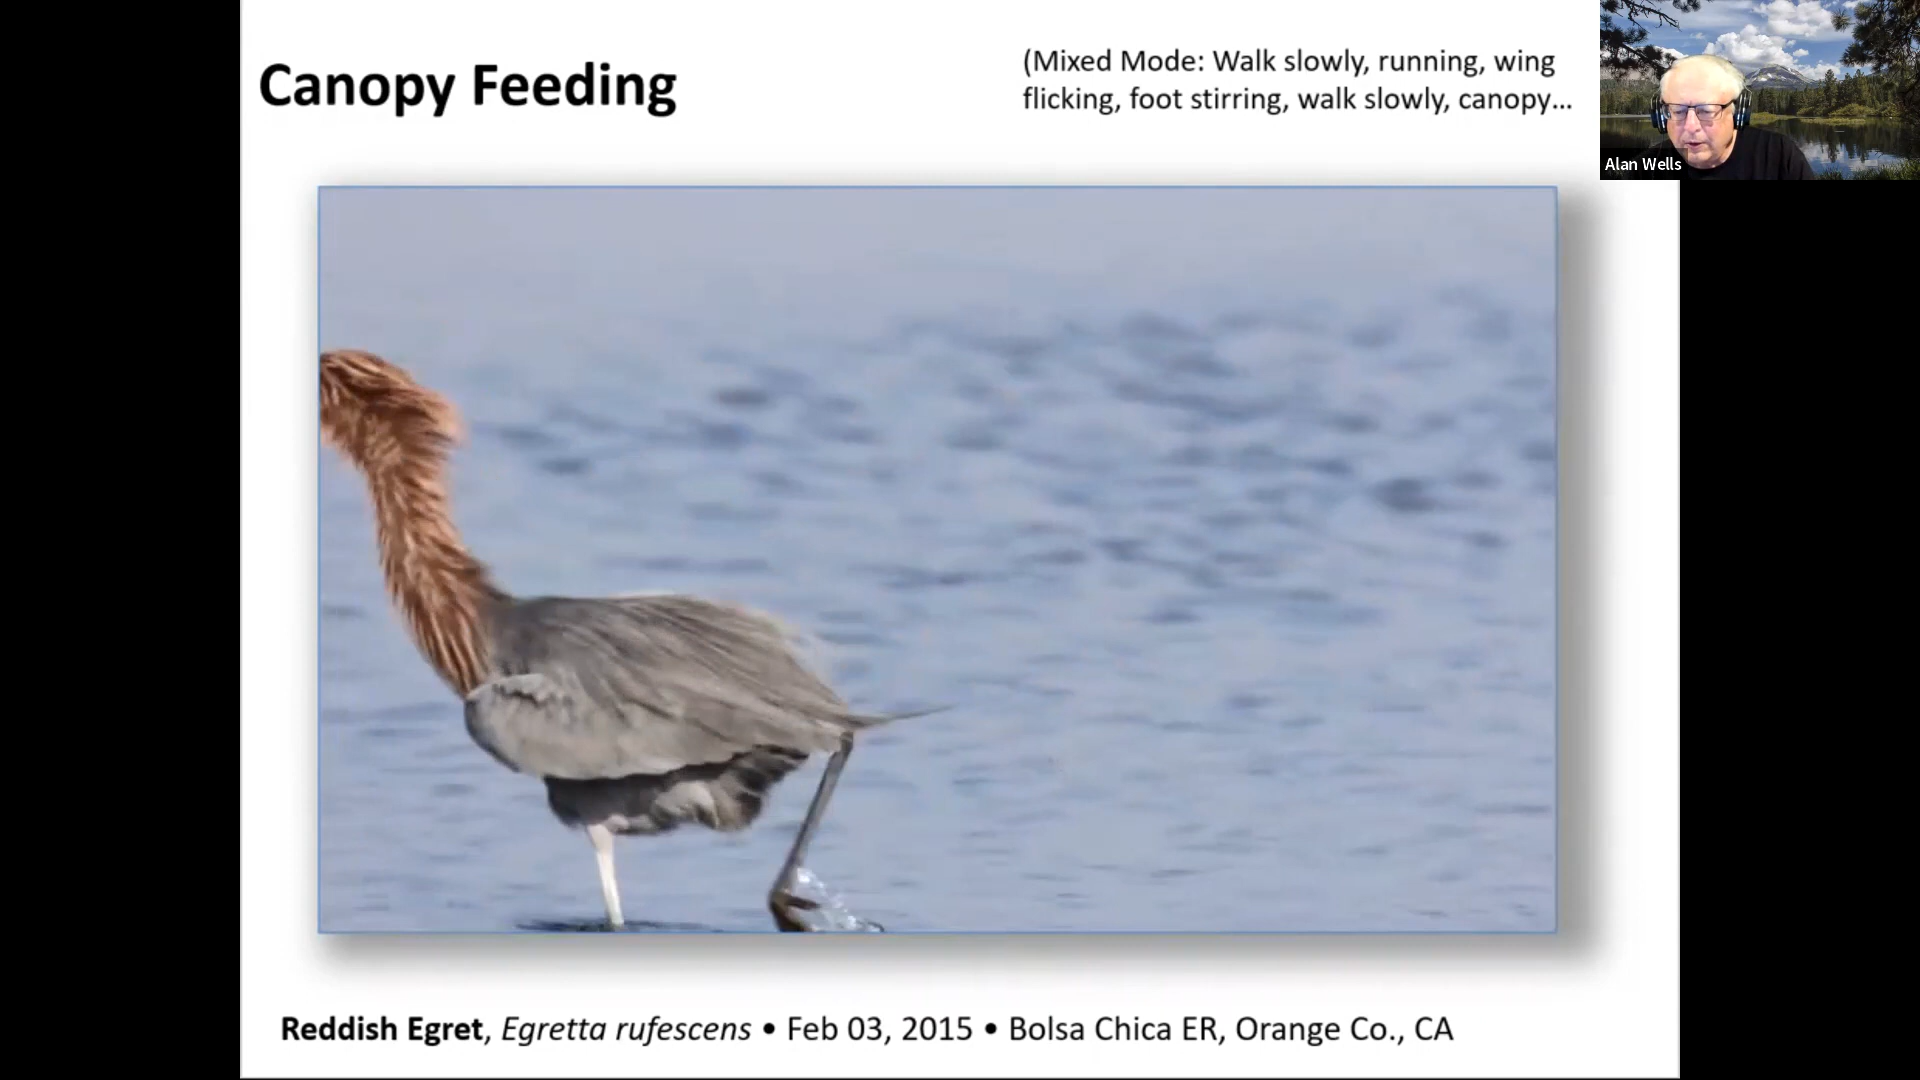 Canopy Feeding
(Mixed Mode: Walk slowly, running, wing
flicking, foot stirring, walk slowly, canopy...
Alan Wells
Reddish Egret, Egretta rufescens • Feb 03, 2015 • Bolsa Chica ER, Orange Co., CA